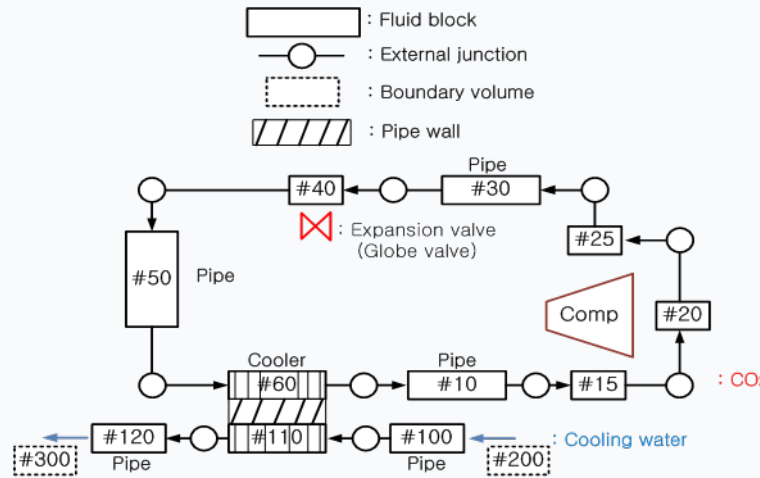 : Fluid block
: External junction
: Boundary volume
: Pipe wall
Pipe
#40
#30
#25
: Expansion valve
(Globe valve)
#50
Pipe
Comp
#20
Cooler
Pipe
#60
#10
#15
: CO₂
#120
#110
#100
: Cooling water
#300
Pipe
Pipe
#200